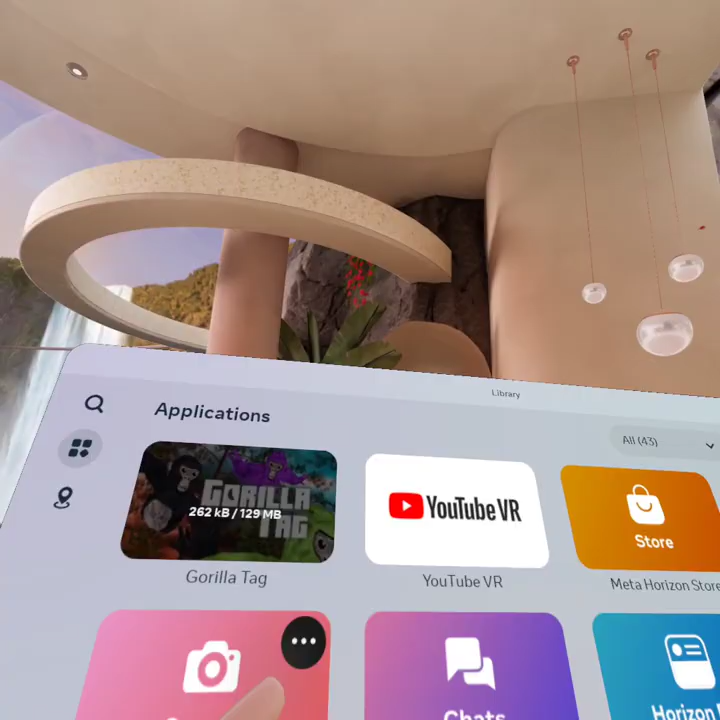 Library
Applications
All (43)
GORILLA
TAG
262 kB / 129 MB
YouTube VR
Store
Gorilla Tag
YouTube VR
Meta Horizon Store
Chats
Horizon